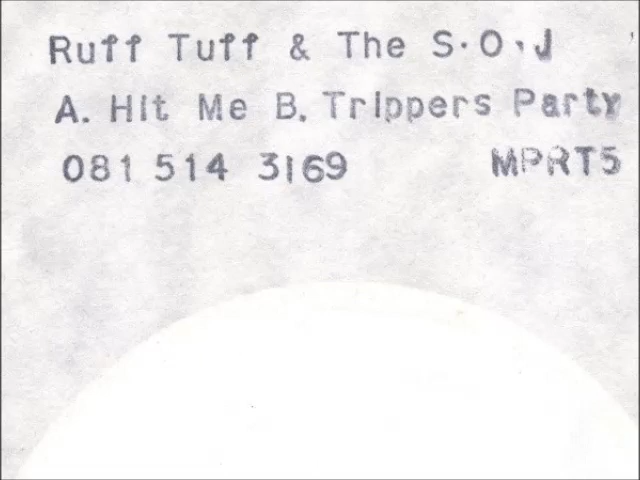 Ruff Tuff & The S·O·J
A. Hit Me B. Trippers Party
081 514 3169 MPRT5